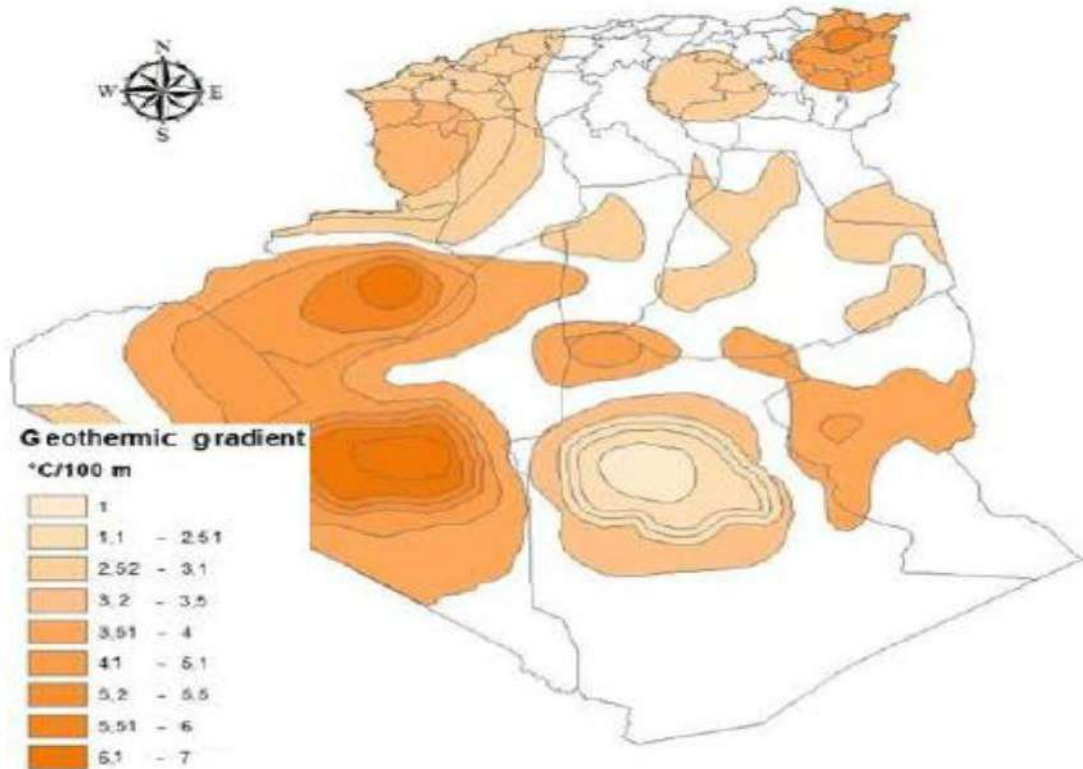 N
W E
S
Geothermic gradient
°C/100 m
1
1,1 - 2.51
2,52 - 3.1
3,2 - 3,5
3,51 - 4
4.1 - 5.1
5,2 - 5.5
5,51 - 6
6,1 - 7